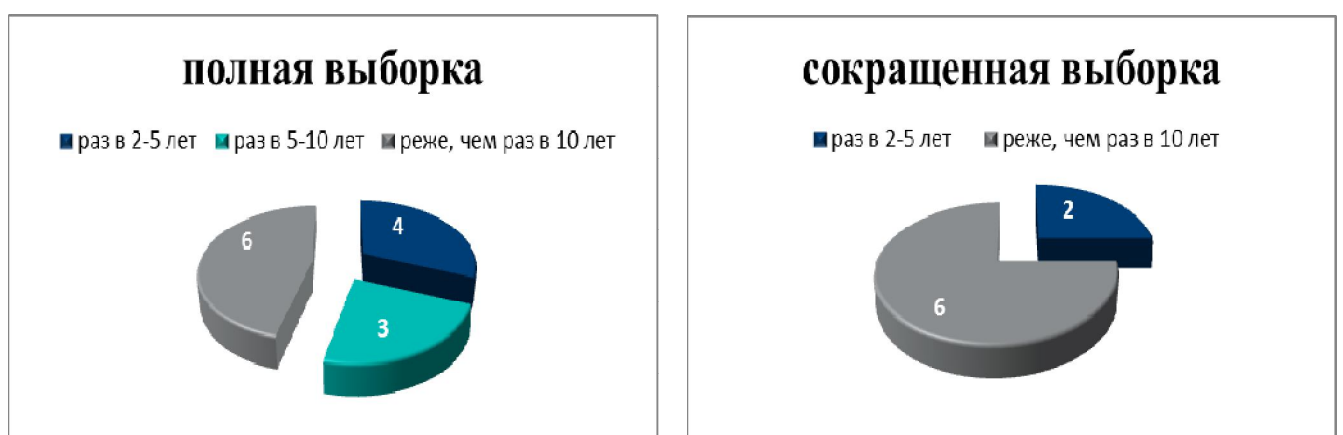 полная выборка
раз в 2-5 лет раз в 5-10 лет реже, чем раз в 10 лет
4
6
3
сокращенная выборка
раз в 2-5 лет реже, чем раз в 10 лет
2
6